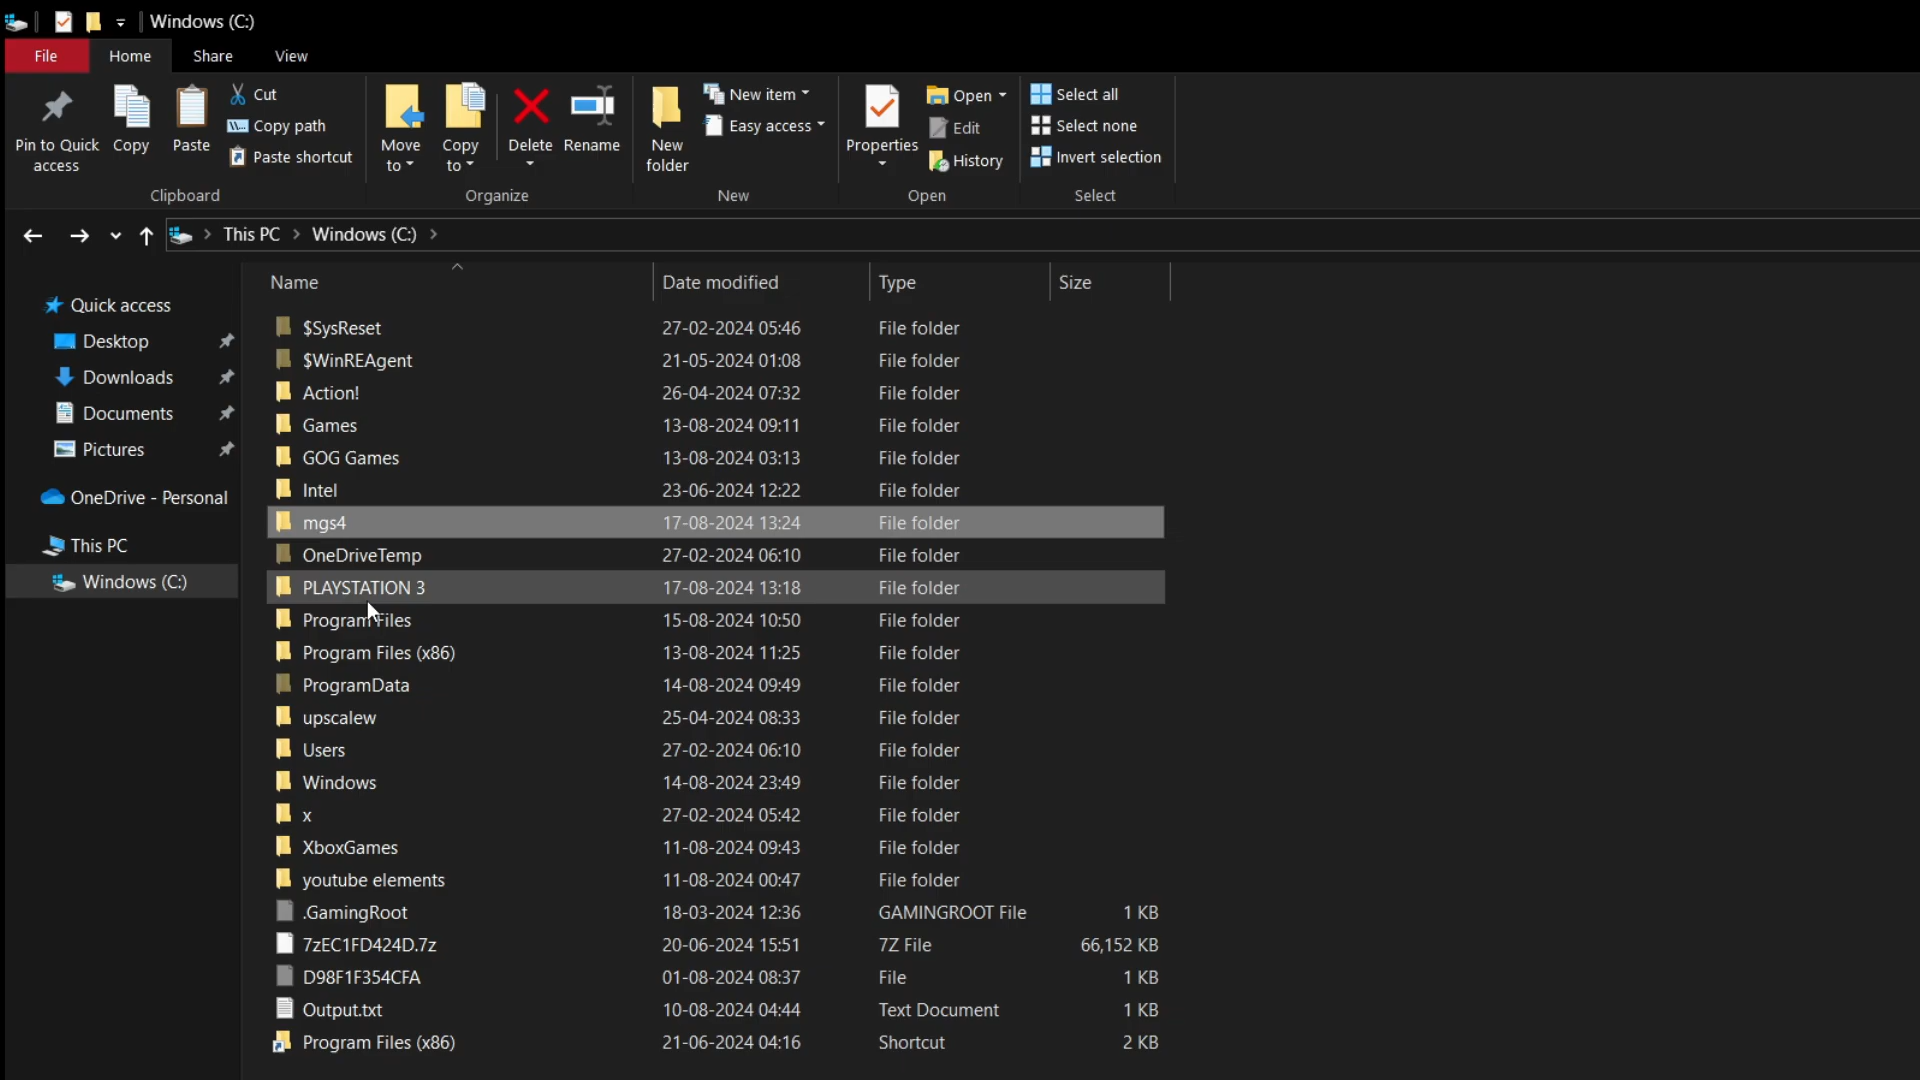 Windows (C:)
File Home Share View
Pin to Quick access
Copy
Paste
Cut
Copy path
Paste shortcut
Clipboard
Move to
Copy to
Delete
Rename
Organize
New folder
New item
Easy access
New
Properties
Open
Edit
History
Open
Select all
Select none
Invert selection
Select
This PC > Windows (C:) >
Quick access
Desktop
Downloads
Documents
Pictures
OneDrive - Personal
This PC
Windows (C:)
Name Date modified Type Size
$SysReset 27-02-2024 05:46 File folder
$WinREAgent 21-05-2024 01:08 File folder
Action! 26-04-2024 07:32 File folder
Games 13-08-2024 09:11 File folder
GOG Games 13-08-2024 03:13 File folder
Intel 23-06-2024 12:22 File folder
mgs4 17-08-2024 13:24 File folder
OneDriveTemp 27-02-2024 06:10 File folder
PLAYSTATION 3 17-08-2024 13:18 File folder
Program Files 15-08-2024 10:50 File folder
Program Files (x86) 13-08-2024 11:25 File folder
ProgramData 14-08-2024 09:49 File folder
upscalew 25-04-2024 08:33 File folder
Users 27-02-2024 06:10 File folder
Windows 14-08-2024 23:49 File folder
x 27-02-2024 05:42 File folder
XboxGames 11-08-2024 09:43 File folder
youtube elements 11-08-2024 00:47 File folder
.GamingRoot 18-03-2024 12:36 GAMINGROOT File 1 KB
7zEC1FD424D.7z 20-06-2024 15:51 7Z File 66,152 KB
D98F1F354CFA 01-08-2024 08:37 File 1 KB
Output.txt 10-08-2024 04:44 Text Document 1 KB
Program Files (x86) 21-06-2024 04:16 Shortcut 2 KB